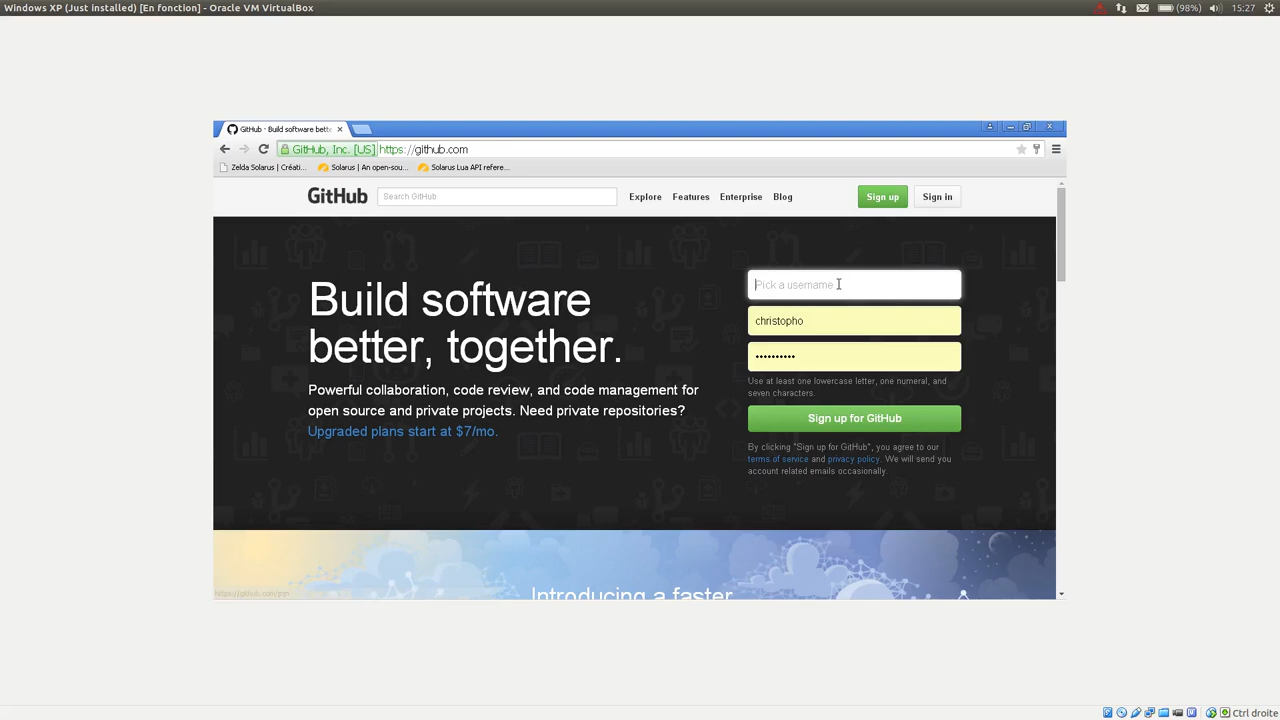 Windows XP (Just installed) [En fonction] - Oracle VM VirtualBox
(98%) 15:27
GitHub · Build software bette
GitHub, Inc. [US] https://github.com
Zelda Solarus | Créati... Solarus | An open-sou... Solarus Lua API refere...
GitHub Search GitHub Explore Features Enterprise Blog Sign up Sign in
Build software
better, together.
Powerful collaboration, code review, and code management for
open source and private projects. Need private repositories?
Upgraded plans start at $7/mo.
Pick a username
christopho
••••••••••
Use at least one lowercase letter, one numeral, and
seven characters.
Sign up for GitHub
By clicking "Sign up for GitHub", you agree to our
terms of service and privacy policy. We will send you
account related emails occasionally.
Introducing a faster
Ctrl droite